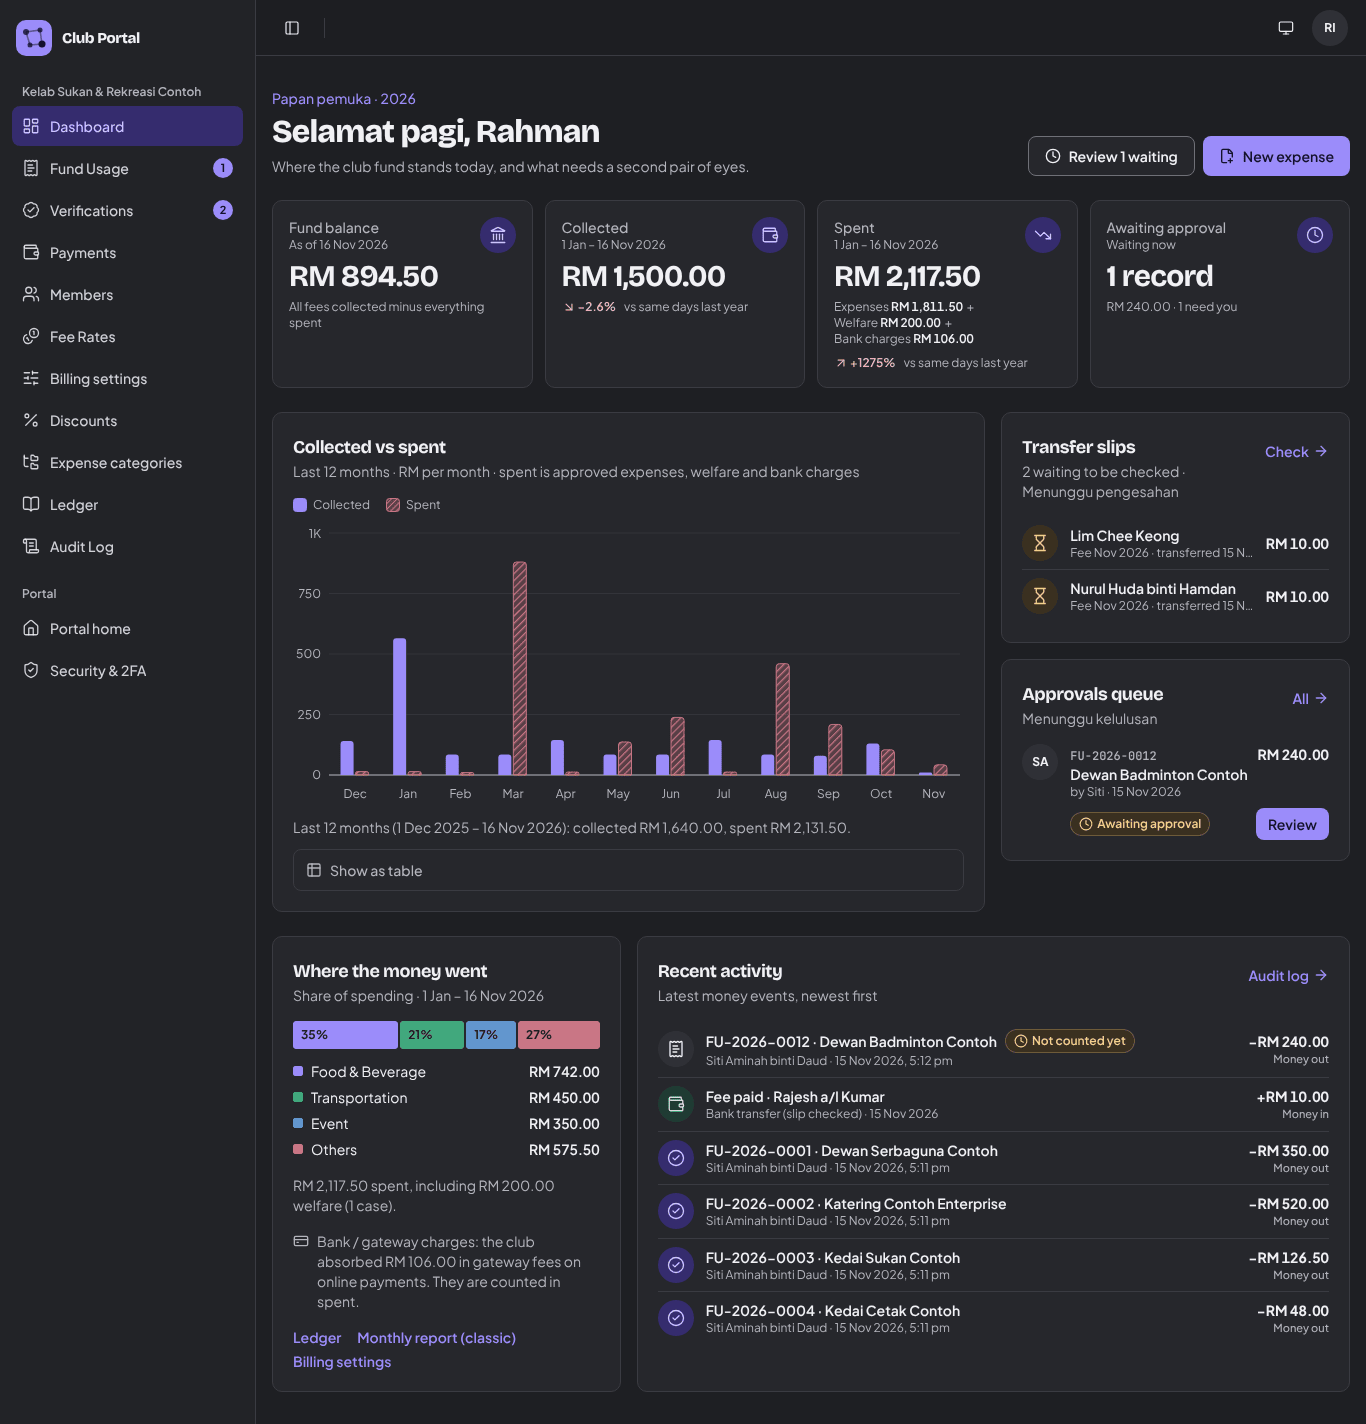 Club Portal
Kelab Sukan & Rekreasi Contoh
Dashboard
Fund Usage 1
Verifications 2
Payments
Members
Fee Rates
Billing settings
Discounts
Expense categories
Ledger
Audit Log
Portal
Portal home
Security & 2FA
RI
Papan pemuka · 2026
Selamat pagi, Rahman
Where the club fund stands today, and what needs a second pair of eyes.
Review 1 waiting
New expense
Fund balance
As of 16 Nov 2026
RM 894.50
All fees collected minus everything
spent
Collected
1 Jan – 16 Nov 2026
RM 1,500.00
−2.6% vs same days last year
Spent
1 Jan – 16 Nov 2026
RM 2,117.50
Expenses RM 1,811.50 +
Welfare RM 200.00 +
Bank charges RM 106.00
+1275% vs same days last year
Awaiting approval
Waiting now
1 record
RM 240.00 · 1 need you
Collected vs spent
Last 12 months · RM per month · spent is approved expenses, welfare and bank charges
Collected Spent
1K
750
500
250
0
Dec Jan Feb Mar Apr May Jun Jul Aug Sep Oct Nov
Last 12 months (1 Dec 2025 – 16 Nov 2026): collected RM 1,640.00, spent RM 2,131.50.
Show as table
Transfer slips
Check
2 waiting to be checked ·
Menunggu pengesahan
Lim Chee Keong
Fee Nov 2026 · transferred 15 N...
RM 10.00
Nurul Huda binti Hamdan
Fee Nov 2026 · transferred 15 N...
RM 10.00
Approvals queue
All
Menunggu kelulusan
SA
FU-2026-0012
RM 240.00
Dewan Badminton Contoh
by Siti · 15 Nov 2026
Awaiting approval
Review
Where the money went
Share of spending · 1 Jan – 16 Nov 2026
35% 21% 17% 27%
Food & Beverage RM 742.00
Transportation RM 450.00
Event RM 350.00
Others RM 575.50
RM 2,117.50 spent, including RM 200.00
welfare (1 case).
Bank / gateway charges: the club
absorbed RM 106.00 in gateway fees on
online payments. They are counted in
spent.
Ledger Monthly report (classic)
Billing settings
Recent activity
Audit log
Latest money events, newest first
FU-2026-0012 · Dewan Badminton Contoh Not counted yet
Siti Aminah binti Daud · 15 Nov 2026, 5:12 pm
−RM 240.00
Money out
Fee paid · Rajesh a/l Kumar
Bank transfer (slip checked) · 15 Nov 2026
+RM 10.00
Money in
FU-2026-0001 · Dewan Serbaguna Contoh
Siti Aminah binti Daud · 15 Nov 2026, 5:11 pm
−RM 350.00
Money out
FU-2026-0002 · Katering Contoh Enterprise
Siti Aminah binti Daud · 15 Nov 2026, 5:11 pm
−RM 520.00
Money out
FU-2026-0003 · Kedai Sukan Contoh
Siti Aminah binti Daud · 15 Nov 2026, 5:11 pm
−RM 126.50
Money out
FU-2026-0004 · Kedai Cetak Contoh
Siti Aminah binti Daud · 15 Nov 2026, 5:11 pm
−RM 48.00
Money out